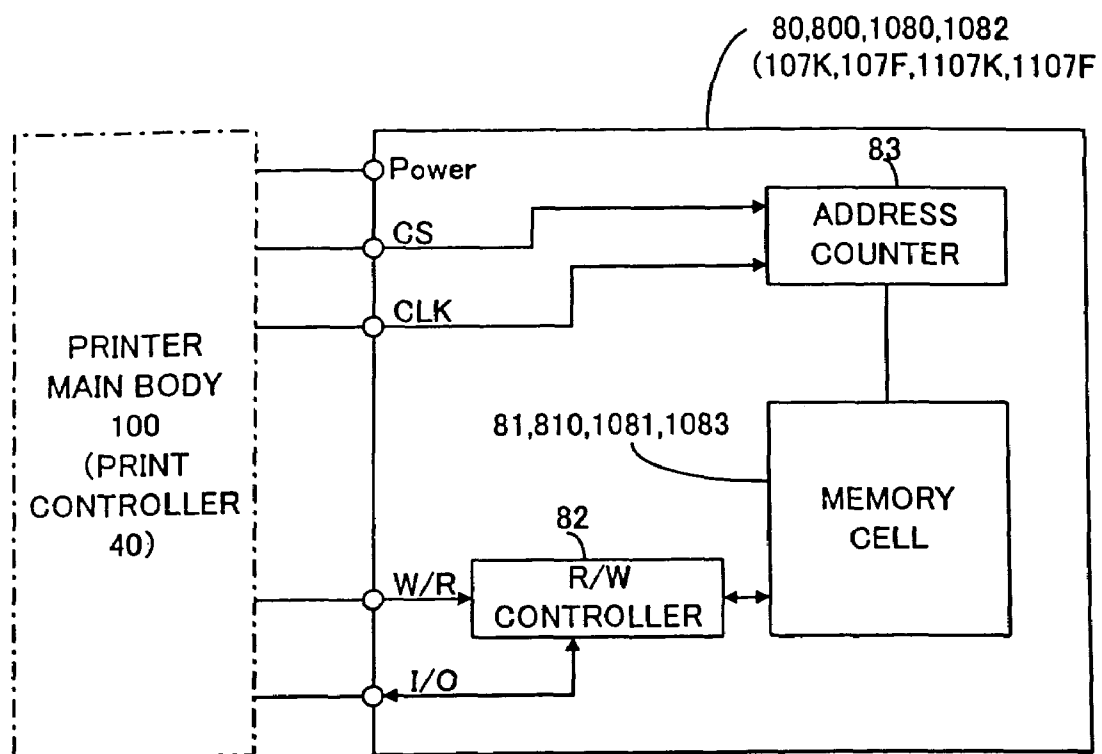 80,800,1080,1082
(107K,107F,1107K,1107F
Power
CS
CLK
83
ADDRESS
COUNTER
PRINTER
MAIN BODY
100
(PRINT
CONTROLLER
40)
81,810,1081,1083
MEMORY
CELL
82
W/R
R/W
CONTROLLER
I/O